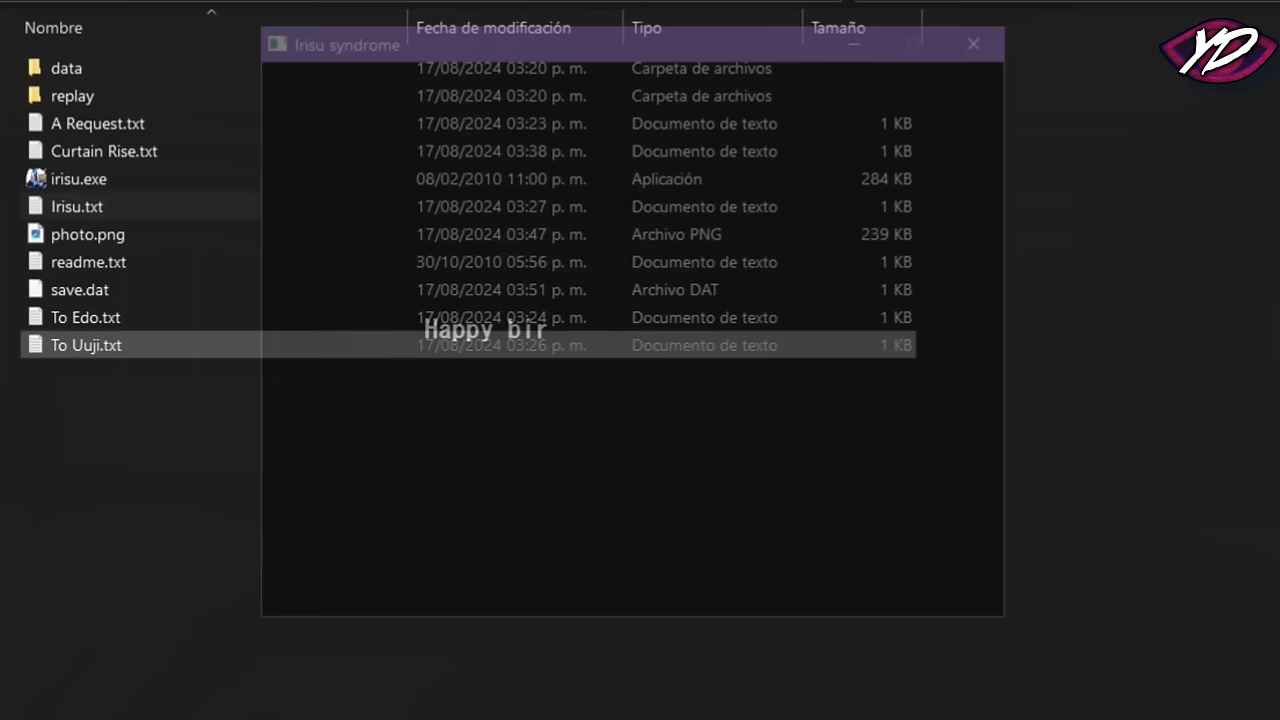 Nombre Fecha de modificación Tipo Tamaño
Irisu syndrome
data 17/08/2024 03:20 p. m. Carpeta de archivos
replay 17/08/2024 03:20 p. m. Carpeta de archivos
A Request.txt 17/08/2024 03:23 p. m. Documento de texto 1 KB
Curtain Rise.txt 17/08/2024 03:38 p. m. Documento de texto 1 KB
irisu.exe 08/02/2010 11:00 p. m. Aplicación 284 KB
Irisu.txt 17/08/2024 03:27 p. m. Documento de texto 1 KB
photo.png 17/08/2024 03:47 p. m. Archivo PNG 239 KB
readme.txt 30/10/2010 05:56 p. m. Documento de texto 1 KB
save.dat 17/08/2024 03:51 p. m. Archivo DAT 1 KB
To Edo.txt 17/08/2024 03:24 p. m. Documento de texto 1 KB
Happy bir
To Uuji.txt 17/08/2024 03:26 p. m. Documento de texto 1 KB
YD